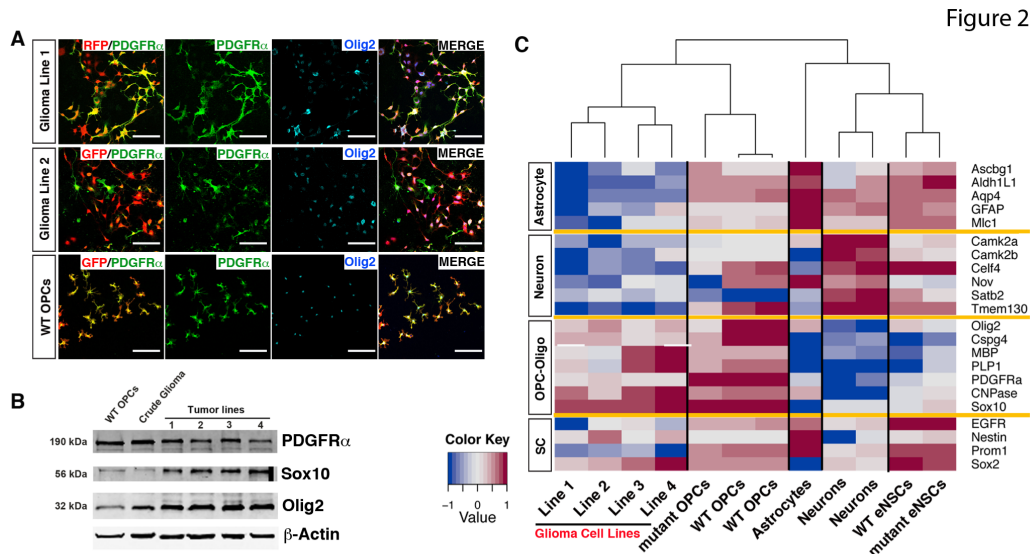 Figure 2
A
Glioma Line 1
RFP/PDGFRα
PDGFRα
Olig2
MERGE
Glioma Line 2
GFP/PDGFRα
PDGFRα
Olig2
MERGE
WT OPCs
GFP/PDGFRα
PDGFRα
Olig2
MERGE
B
WT OPCs
Crude Glioma
Tumor lines
1 2 3 4
190 kDa
PDGFRα
56 kDa
Sox10
32 kDa
Olig2
β-Actin
C
Astrocyte
Ascbg1
Aldh1L1
Aqp4
GFAP
Mlc1
Neuron
Camk2a
Camk2b
Celf4
Nov
Satb2
Tmem130
OPC-Oligo
Olig2
Cspg4
MBP
PLP1
PDGFRa
CNPase
Sox10
SC
EGFR
Nestin
Prom1
Sox2
Color Key
−1 0 1
Value
Line 1
Line 2
Line 3
Line 4
mutant OPCs
WT OPCs
WT OPCs
Astrocytes
Neurons
Neurons
WT eNSCs
mutant eNSCs
Glioma Cell Lines